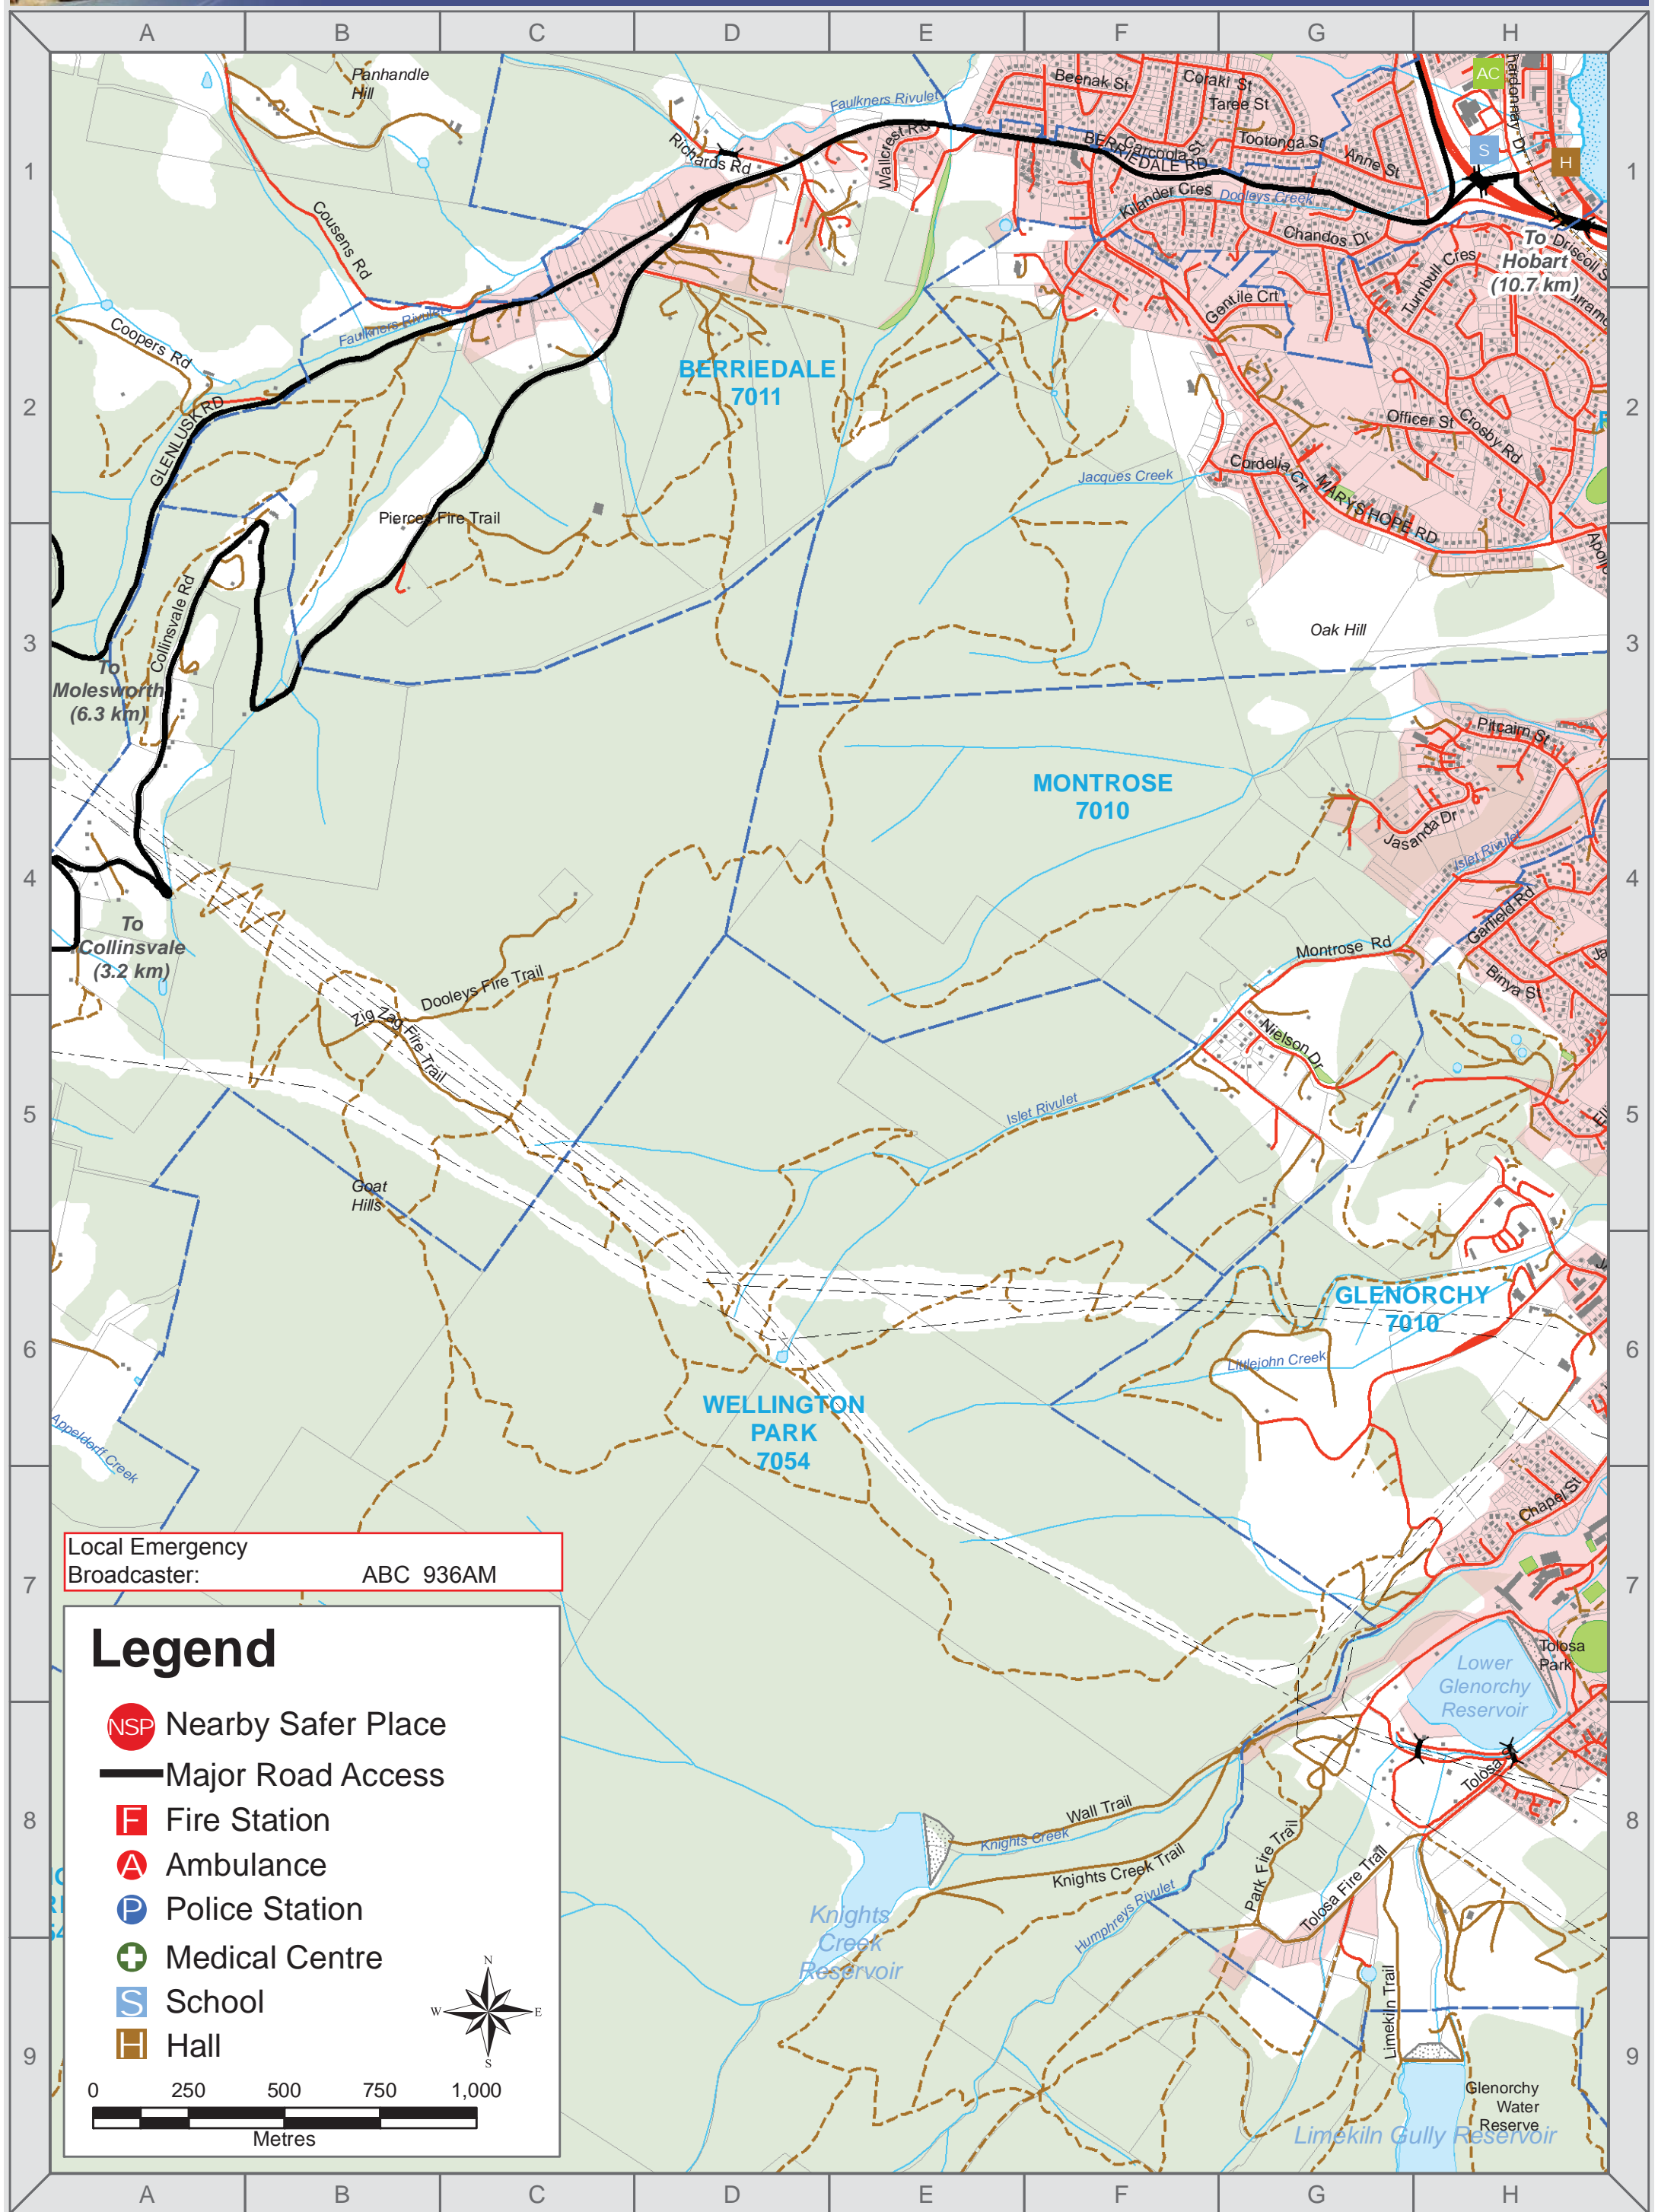 A B C D E F G H
Panhandle
Hill
Faulkners Rivulet
Beenak St
Coraki St
Taree St
AC
S
H
1
Richards Rd
Wallcrest Rd
BERRIEDALE RD
Carcoola St
Tootonga St
Anne St
1
Kilander Cres
Dooleys Creek
Chandos Dr
Cousens Rd
To
Hobart
(10.7 km)
Turnbull Cres
Gentile Crt
Faulkners Rivulet
Coopers Rd
BERRIEDALE
7011
2
GLENLUSK RD
Officer St
Crosby Rd
2
Jacques Creek
Cordelia Crt
MARYS HOPE RD
Pierces Fire Trail
Collinsvale Rd
Oak Hill
3
3
To
Molesworth
(6.3 km)
Pitcairn St
MONTROSE
7010
Jasanda Dr
Islet Rivulet
4
4
To
Collinsvale
(3.2 km)
Garfield Rd
Montrose Rd
Binya St
Dooleys Fire Trail
Zig Zag Fire Trail
Nielson Dr
Islet Rivulet
5
5
Goat
Hills
GLENORCHY
7010
6
6
Littlejohn Creek
WELLINGTON
PARK
7054
Appeldorff Creek
Chapel St
Local Emergency
Broadcaster: ABC 936AM
7
7
Legend
NSP Nearby Safer Place
Major Road Access
F Fire Station
A Ambulance
P Police Station
Medical Centre
S School
H Hall
N
W E
S
0 250 500 750 1,000
Metres
Tolosa
Park
Lower
Glenorchy
Reservoir
Tolosa S
8
8
Wall Trail
Knights Creek
Knights Creek Trail
Park Fire Trail
Tolosa Fire Trail
Humphreys Rivulet
Knights
Creek
Reservoir
Limekiln Trail
9
9
Glenorchy
Water
Reserve
Limekiln Gully Reservoir
A B C D E F G H